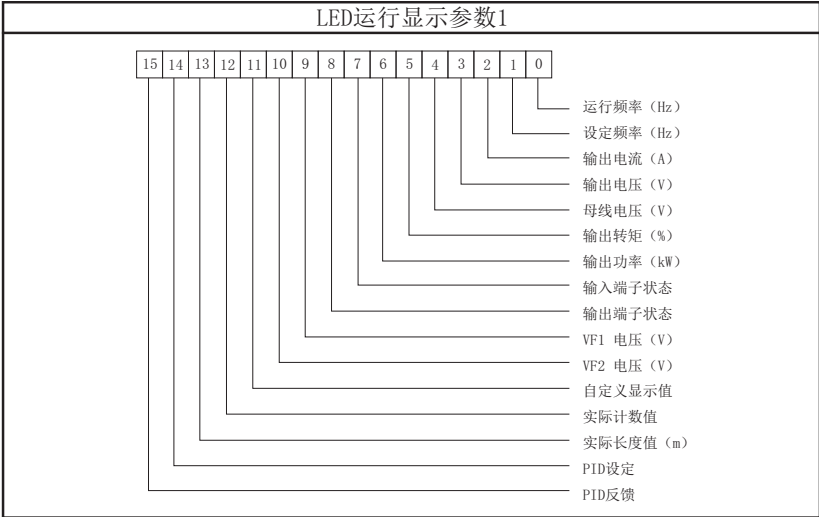 LED运行显示参数1
15 14 13 12 11 10 9 8 7 6 5 4 3 2 1 0
运行频率（Hz）
设定频率（Hz）
输出电流（A）
输出电压（V）
母线电压（V）
输出转矩（%）
输出功率（kW）
输入端子状态
输出端子状态
VF1 电压（V）
VF2 电压（V）
自定义显示值
实际计数值
实际长度值（m）
PID设定
PID反馈